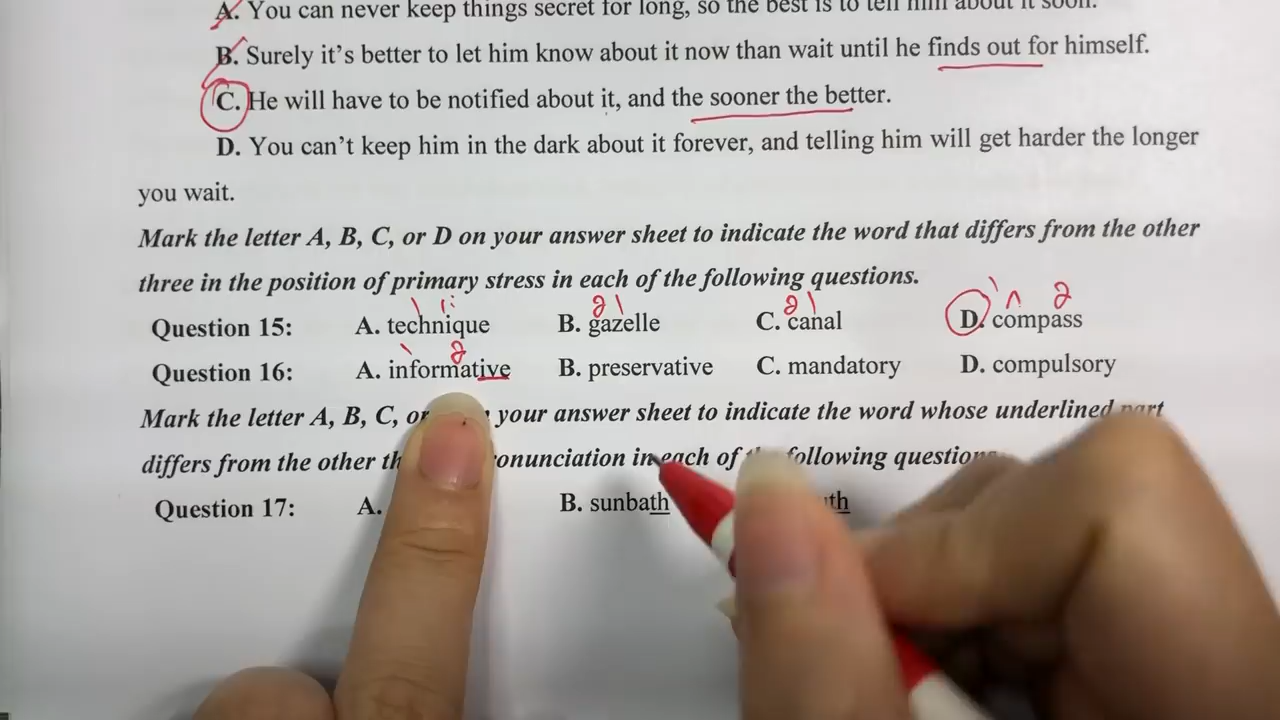 A. You can never keep things secret for long, so the best is to tell him about it soon.
B. Surely it's better to let him know about it now than wait until he finds out for himself.
C. He will have to be notified about it, and the sooner the better.
D. You can't keep him in the dark about it forever, and telling him will get harder the longer
you wait.
Mark the letter A, B, C, or D on your answer sheet to indicate the word that differs from the other
three in the position of primary stress in each of the following questions.
i: ə ə ʌ ə
Question 15: A. technique B. gazelle C. canal D. compass
ə
Question 16: A. informative B. preservative C. mandatory D. compulsory
Mark the letter A, B, C, or your answer sheet to indicate the word whose underlined part
differs from the other in each of following
Question 17: A. B. sunbath th